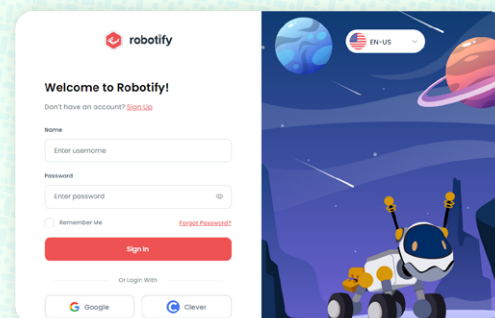 robotify
EN-US
Welcome to Robotify!
Don't have an account? Sign Up
Name
Enter username
Password
Enter password
Remember Me
Forgot Password?
Sign In
Or Login With
Google
Clever